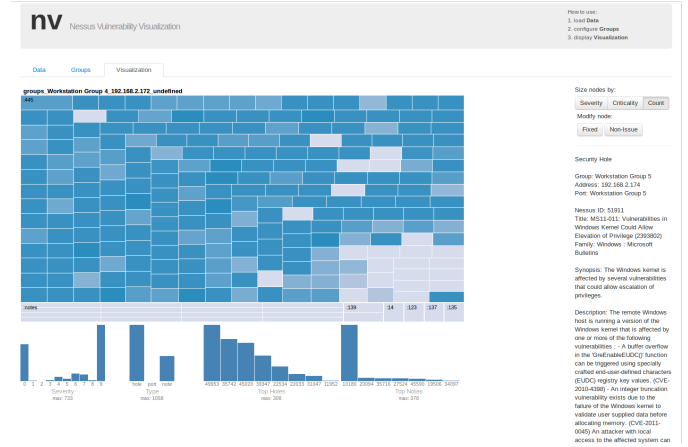 nv
Nessus Vulnerability Visualization
How to use:
1. load Data
2. configure Groups
3. display Visualization
Data
Groups
Visualization
groups_Workstation Group 4_192.168.2.172_undefined
445
:notes
:139
:14
:123
:137
:135
0 1 2 3 4 5 6 7 8 9
Severity
max: 733
hole port note
Type
max: 1058
Top Holes
max: 308
Top Notes
max: 378
Size nodes by:
Severity
Criticality
Count
Modify node:
Fixed
Non-Issue
Security Hole
Group: Workstation Group 5
Address: 192.168.2.174
Port: Workstation Group 5
Nessus ID: 51911
Title: MS11-011: Vulnerabilities in
Windows Kernel Could Allow
Elevation of Privilege (2393802)
Family: Windows : Microsoft
Bulletins
Synopsis: The Windows kernel is
affected by several vulnerabilities
that could allow escalation of
privileges.
Description: The remote Windows
host is running a version of the
Windows kernel that is affected by
one or more of the following
vulnerabilities : - A buffer overflow
in the 'GreEnableEUDC()' function
can be triggered using specially
crafted end-user-defined characters
(EUDC) registry key values. (CVE-
2010-4398) - An integer truncation
vulnerability exists due to the
failure of the Windows kernel to
validate user supplied data before
allocating memory. (CVE-2011-
0045) An attacker with local
access to the affected system can